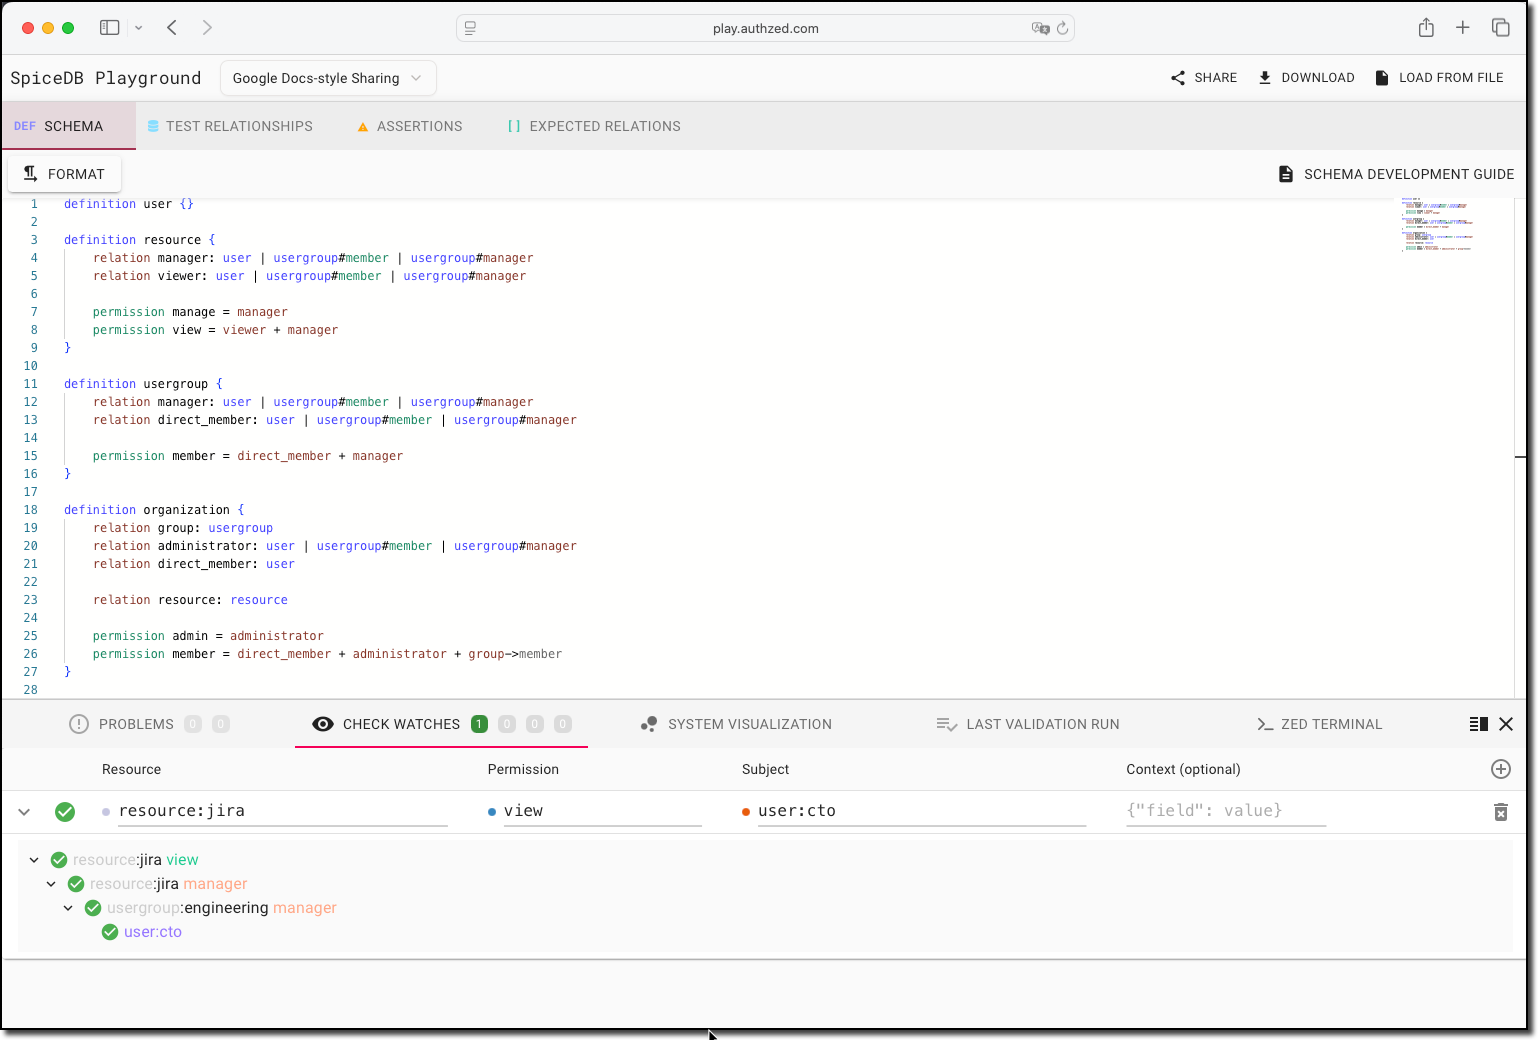 play.authzed.com
SpiceDB Playground
Google Docs-style Sharing
SHARE
DOWNLOAD
LOAD FROM FILE
DEF SCHEMA
TEST RELATIONSHIPS
ASSERTIONS
[ ] EXPECTED RELATIONS
FORMAT
SCHEMA DEVELOPMENT GUIDE
1 definition user {}
2
3 definition resource {
4 relation manager: user | usergroup#member | usergroup#manager
5 relation viewer: user | usergroup#member | usergroup#manager
6
7 permission manage = manager
8 permission view = viewer + manager
9 }
10
11 definition usergroup {
12 relation manager: user | usergroup#member | usergroup#manager
13 relation direct_member: user | usergroup#member | usergroup#manager
14
15 permission member = direct_member + manager
16 }
17
18 definition organization {
19 relation group: usergroup
20 relation administrator: user | usergroup#member | usergroup#manager
21 relation direct_member: user
22
23 relation resource: resource
24
25 permission admin = administrator
26 permission member = direct_member + administrator + group->member
27 }
28
PROBLEMS 0 0
CHECK WATCHES 1 0 0 0
SYSTEM VISUALIZATION
LAST VALIDATION RUN
ZED TERMINAL
Resource Permission Subject Context (optional)
resource:jira view user:cto {"field": value}
resource:jira view
resource:jira manager
usergroup:engineering manager
user:cto